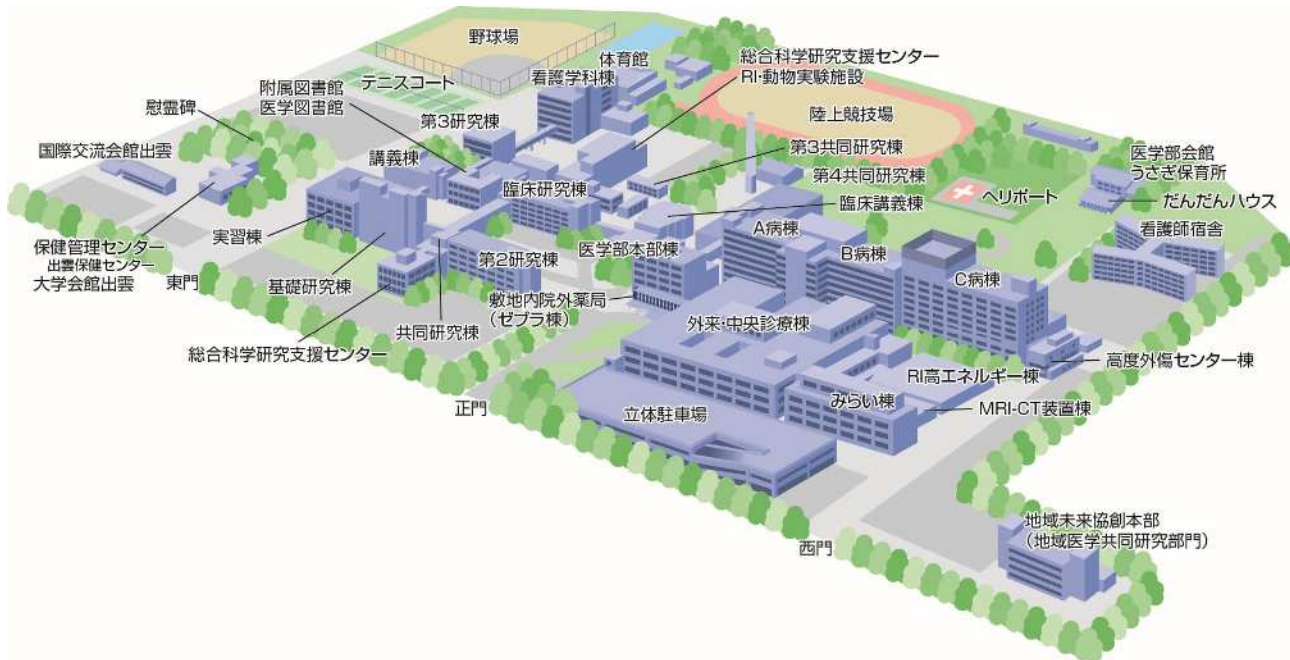 野球場
体育館
総合科学研究支援センター
RI・動物実験施設
看護学科棟
テニスコート
附属図書館
医学図書館
陸上競技場
慰霊碑
第3研究棟
国際交流会館出雲
講義棟
第3共同研究棟
医学部会館
うさぎ保育所
第4共同研究棟
臨床研究棟
ヘリポート
だんだんハウス
臨床講義棟
A病棟
看護師宿舎
実習棟
保健管理センター
出雲保健センター
大学会館出雲
医学部本部棟
B病棟
第2研究棟
C病棟
東門
基礎研究棟
敷地内院外薬局
（ゼブラ棟）
外来・中央診療棟
共同研究棟
総合科学研究支援センター
高度外傷センター棟
RI高エネルギー棟
みらい棟
正門
立体駐車場
MRI-CT装置棟
地域未来協創本部
（地域医学共同研究部門）
西門